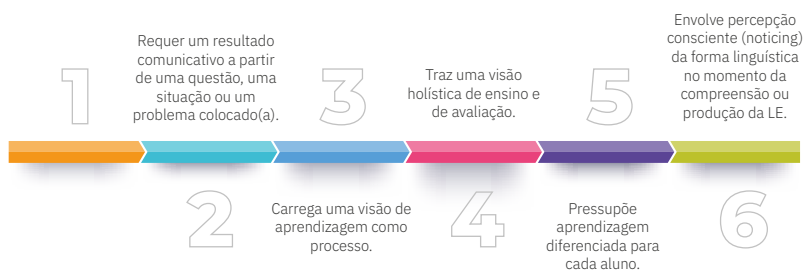 1
Requer um resultado
comunicativo a partir
de uma questão, uma
situação ou um
problema colocado(a).
2
Carrega uma visão de
aprendizagem como
processo.
3
Traz uma visão
holística de ensino e
de avaliação.
4
Pressupõe
aprendizagem
diferenciada para
cada aluno.
5
Envolve percepção
consciente (noticing)
da forma linguística
no momento da
compreensão ou
produção da LE.
6